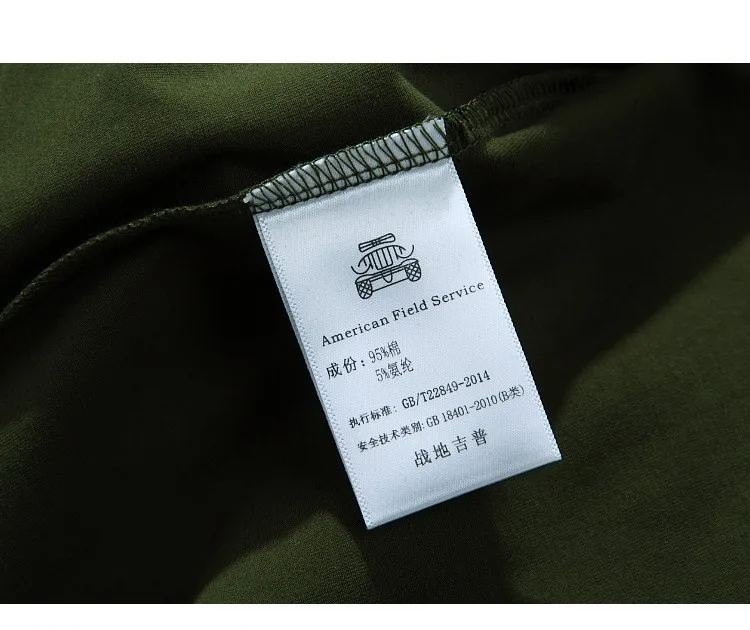 American Field Service
成份：95%棉
5%氨纶
执行标准：GB/T22849-2014
安全技术类别：GB 18401-2010(B类)
战地吉普